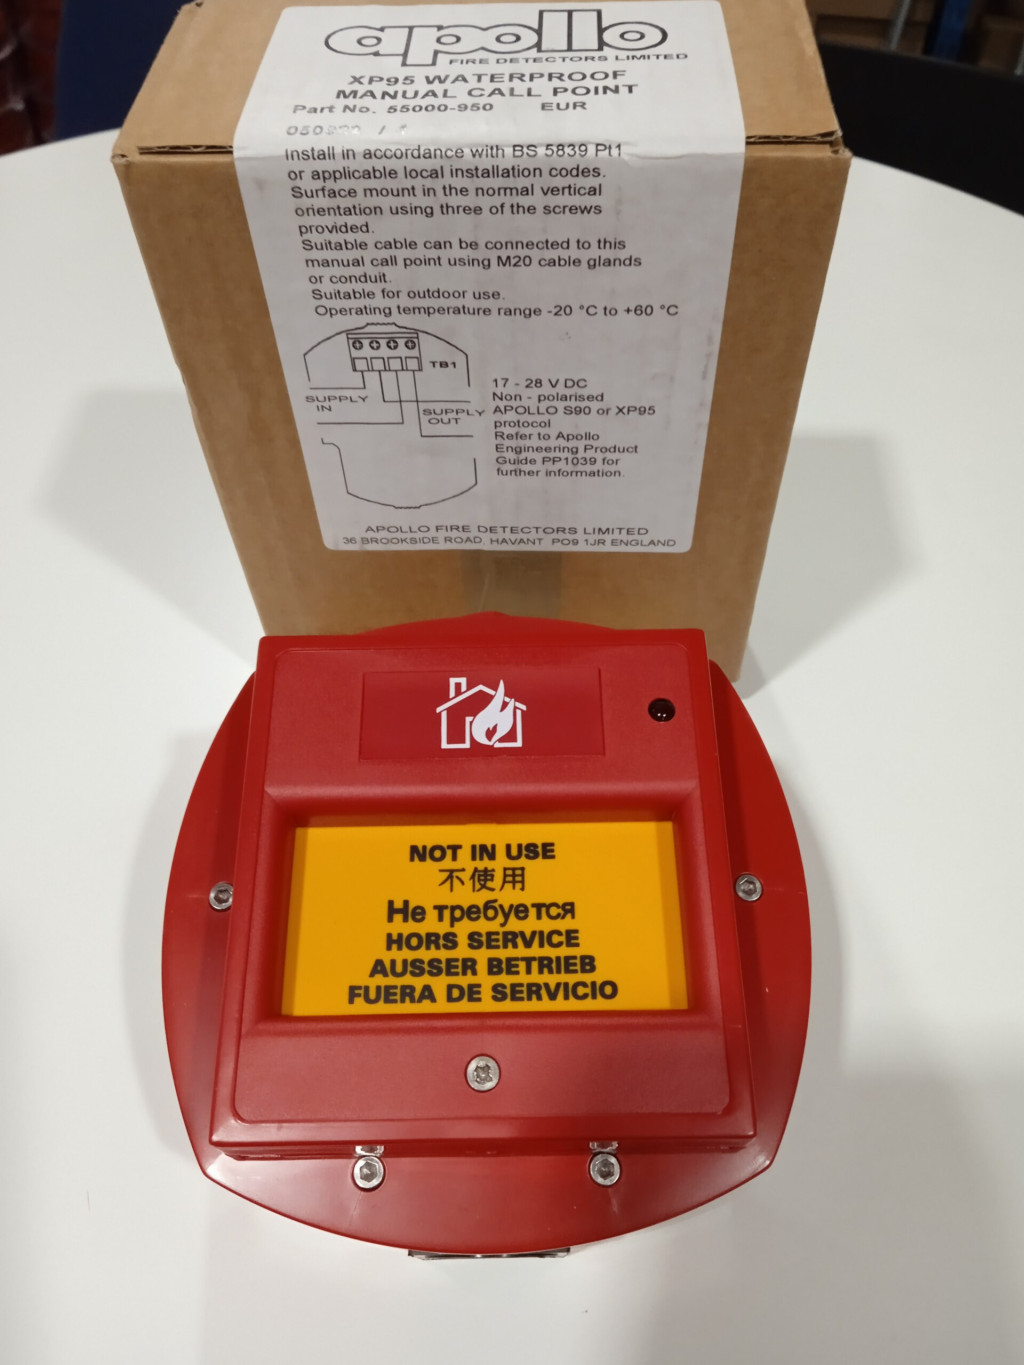 apollo
FIRE DETECTORS LIMITED
XP95 WATERPROOF
MANUAL CALL POINT
Part No. 55000-950 EUR
Install in accordance with BS 5839 Pt1
or applicable local installation codes.
Surface mount in the normal vertical
orientation using three of the screws
provided.
Suitable cable can be connected to this
manual call point using M20 cable glands
or conduit.
Suitable for outdoor use.
Operating temperature range -20 °C to +60 °C
TB1
SUPPLY
IN
SUPPLY
OUT
17 - 28 V DC
Non - polarised
APOLLO S90 or XP95
protocol
Refer to Apollo
Engineering Product
Guide PP1039 for
further information.
APOLLO FIRE DETECTORS LIMITED
36 BROOKSIDE ROAD, HAVANT PO9 1JR ENGLAND
NOT IN USE
不使用
Не требуется
HORS SERVICE
AUSSER BETRIEB
FUERA DE SERVICIO